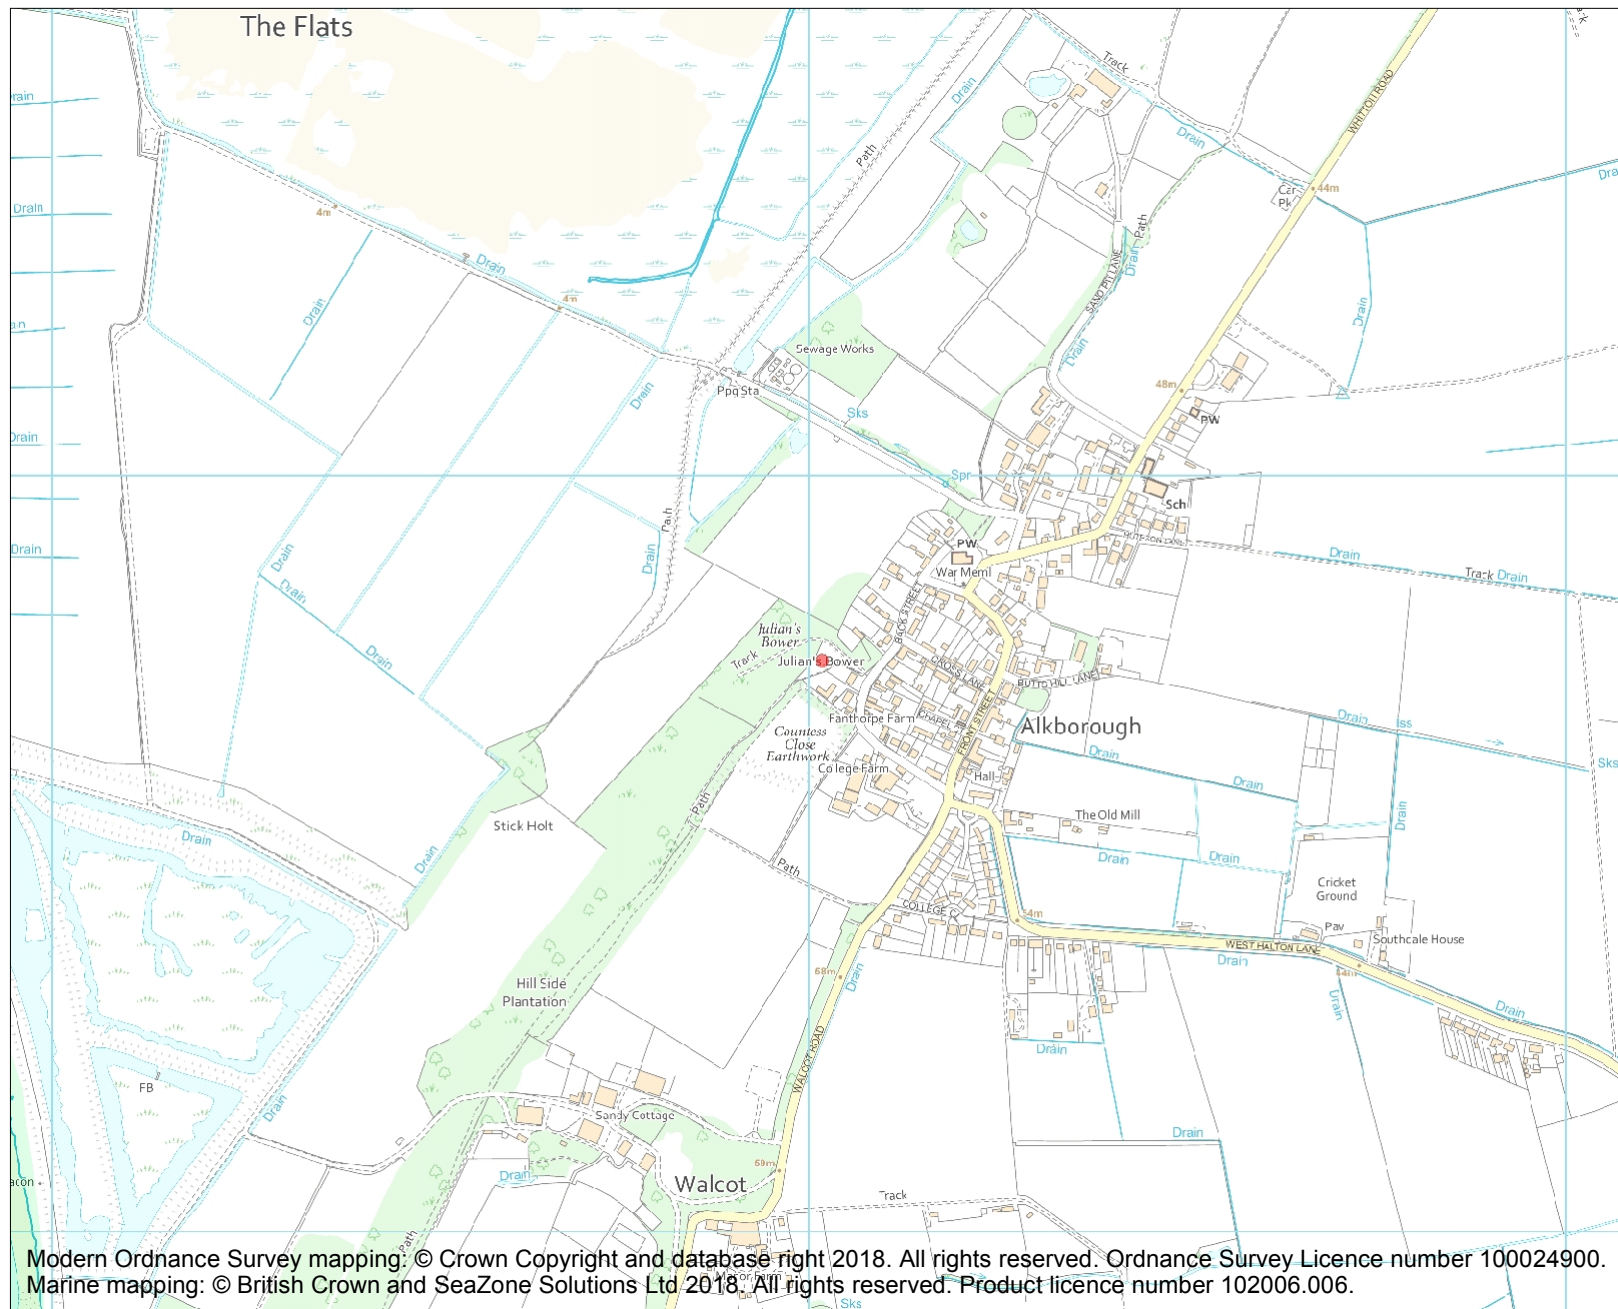 The Flats
Track
Drain
WHITTON ROAD
Drain
Path
Drain
Car
Pk
44m
Drain
4m
Path
Drain
SAND PIT LANE
Drain
4m
Drain
Drain
Drain
Sewage Works
Ppg Sta
Drain
48m
PW
Sks
Drain
Spr
Sch
Path
Drain
Drain
Drain
Drain
PW
War Meml
HUTESON LANE
Drain
Track Drain
BACK STREET
Julian's
Bower
Julian's Bower
Track
Drain
CROSS LANE
BUTTS HILL LANE
FRONT STREET
Fanthorpe Farm
CHAPEL
Alkborough
Drain
Iss
Countess
Close
Earthwork
College Farm
Hall
Drain
Drain
Sks
Path
Stick Holt
The Old Mill
Drain
Drain
Drain
Drain
Drain
Path
Cricket
Ground
COLLEGE CL
54m
Pav
Southcale House
WEST HALTON LANE
Drain
Drain
68m
Hill Side
Plantation
Drain
Drain
Drain
WALCOT ROAD
FB
Drain
Sandy Cottage
Drain
Drain
59m
Walcot
Track
Path
Modern Ordnance Survey mapping: © Crown Copyright and database right 2018. All rights reserved. Ordnance Survey Licence number 100024900.
Manor Farm
Marine mapping: © British Crown and SeaZone Solutions Ltd 2018. All rights reserved. Product licence number 102006.006.
Sks